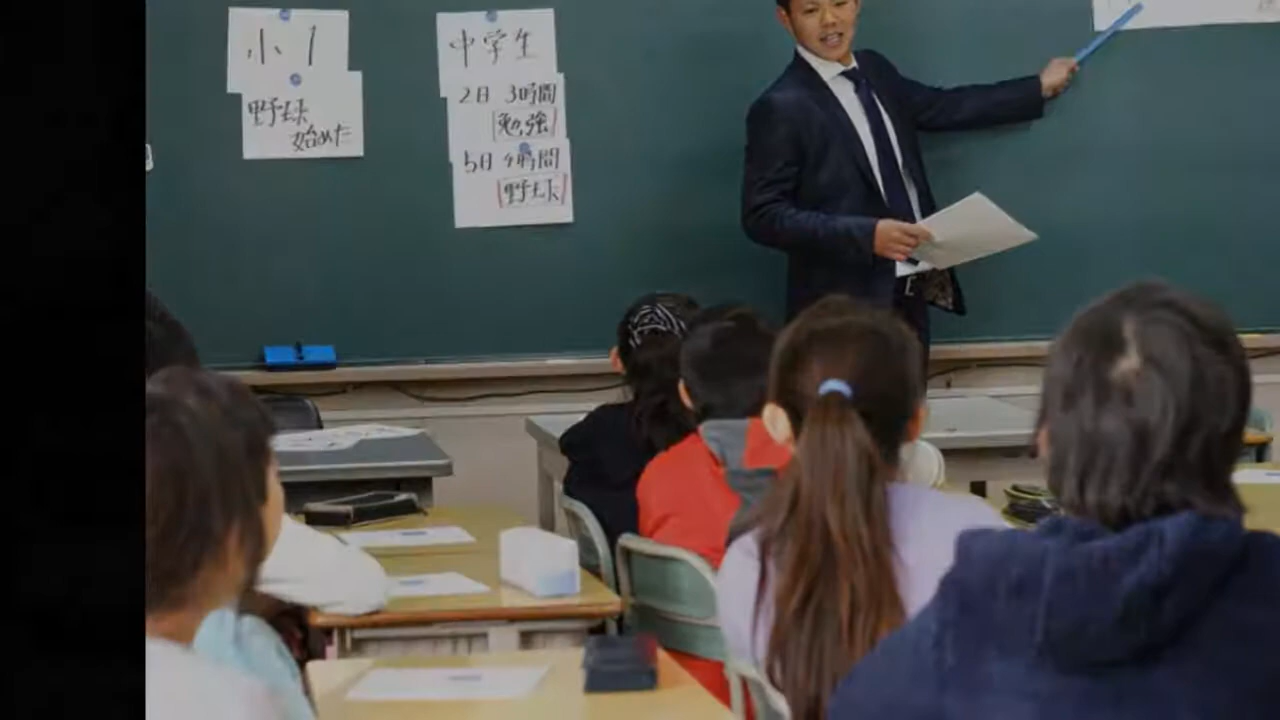 小1
野球
始めた
中学生
2日 3時間
勉強
5日 4時間
野球